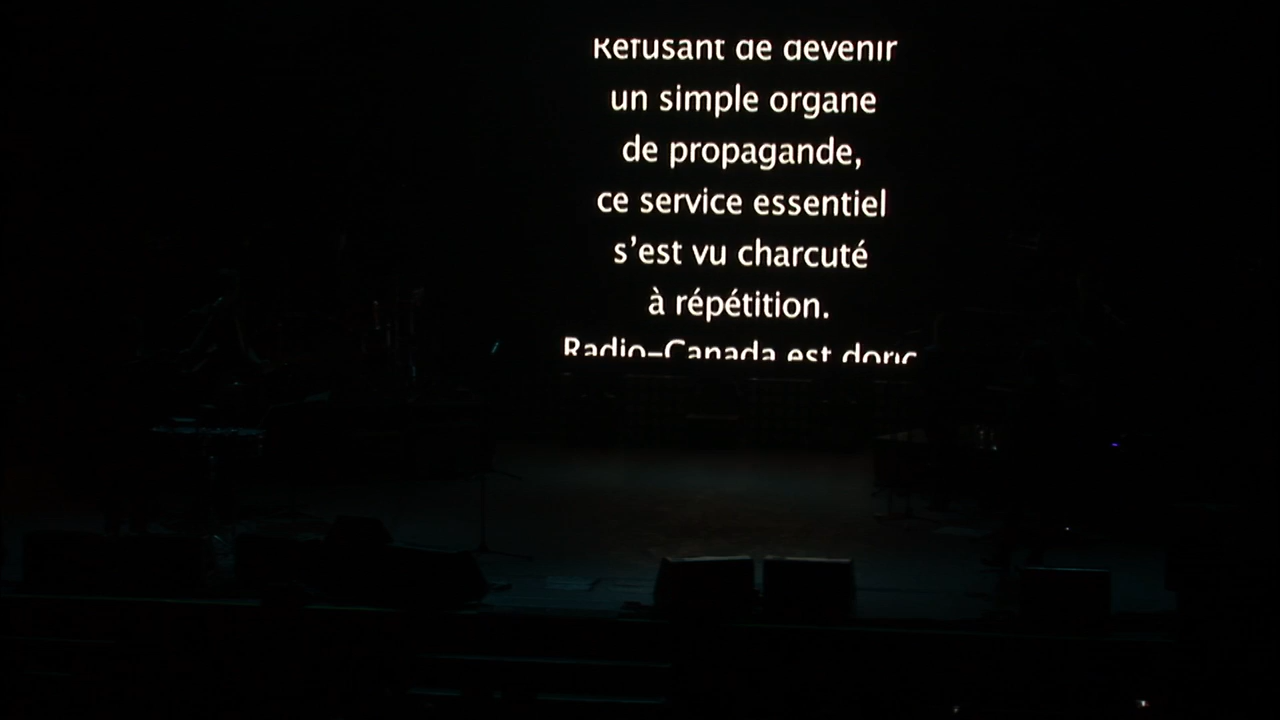 Refusant de devenir
un simple organe
de propagande,
ce service essentiel
s'est vu charcuté
à répétition.
Radio-Canada est donc